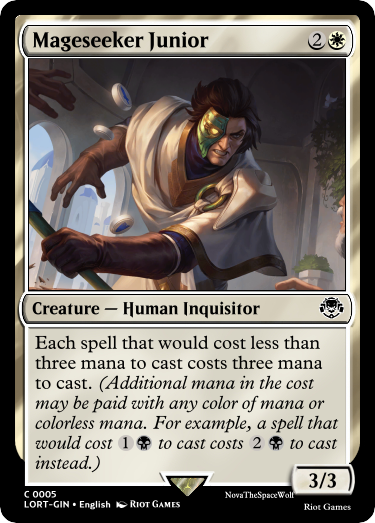 Mageseeker Junior 2
Creature — Human Inquisitor
Each spell that would cost less than
three mana to cast costs three mana
to cast. (Additional mana in the cost
may be paid with any color of mana or
colorless mana. For example, a spell that
would cost 1 to cast costs 2 to cast
instead.)
3/3
C 0005
LORT-GIN • English Riot Games
NovaTheSpaceWolf
Riot Games